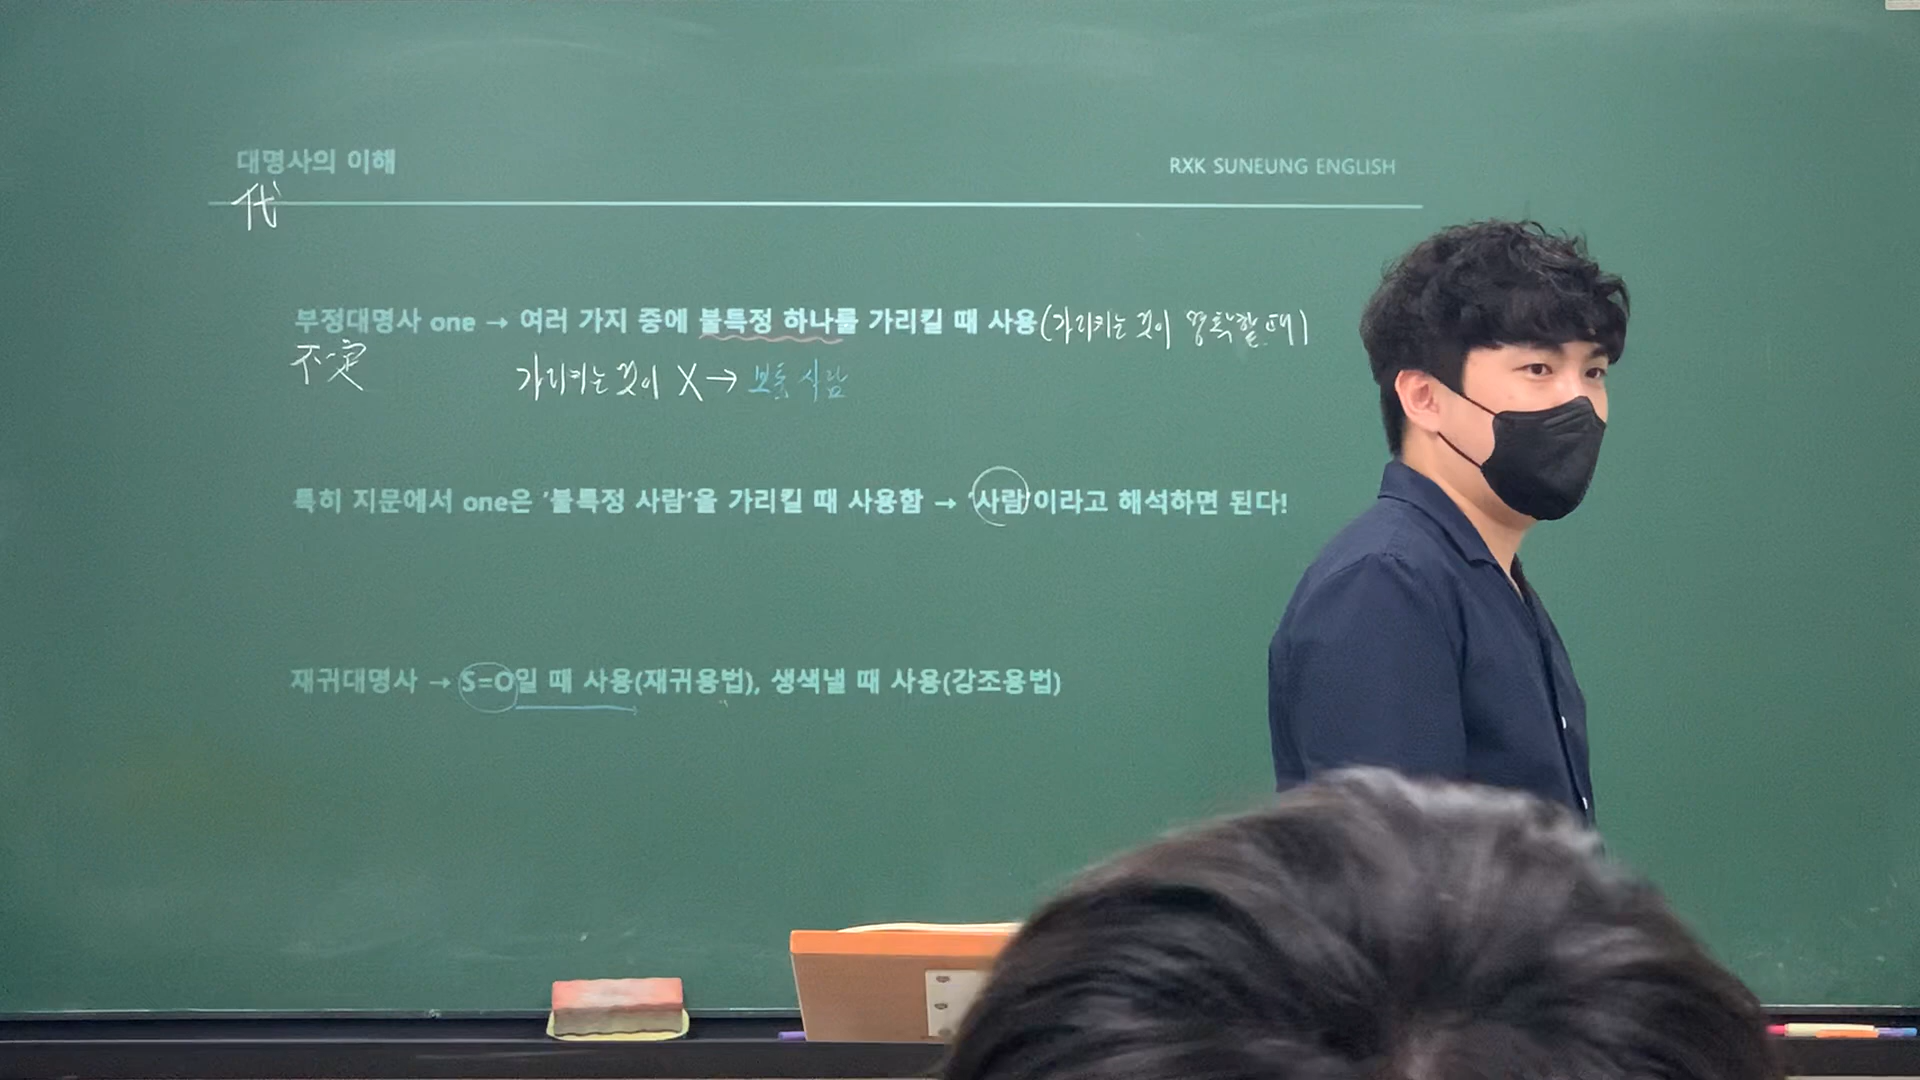 대명사의 이해
RXK SUNEUNG ENGLISH
代
부정대명사 one → 여러 가지 중에 불특정 하나를 가리킬 때 사용(가리키는 것이 명확할 때)
不定
가리키는 것이 X → 보통 사람
특히 지문에서 one은 '불특정 사람'을 가리킬 때 사용함 → '사람'이라고 해석하면 된다!
재귀대명사 → S=O일 때 사용(재귀용법), 생색낼 때 사용(강조용법)